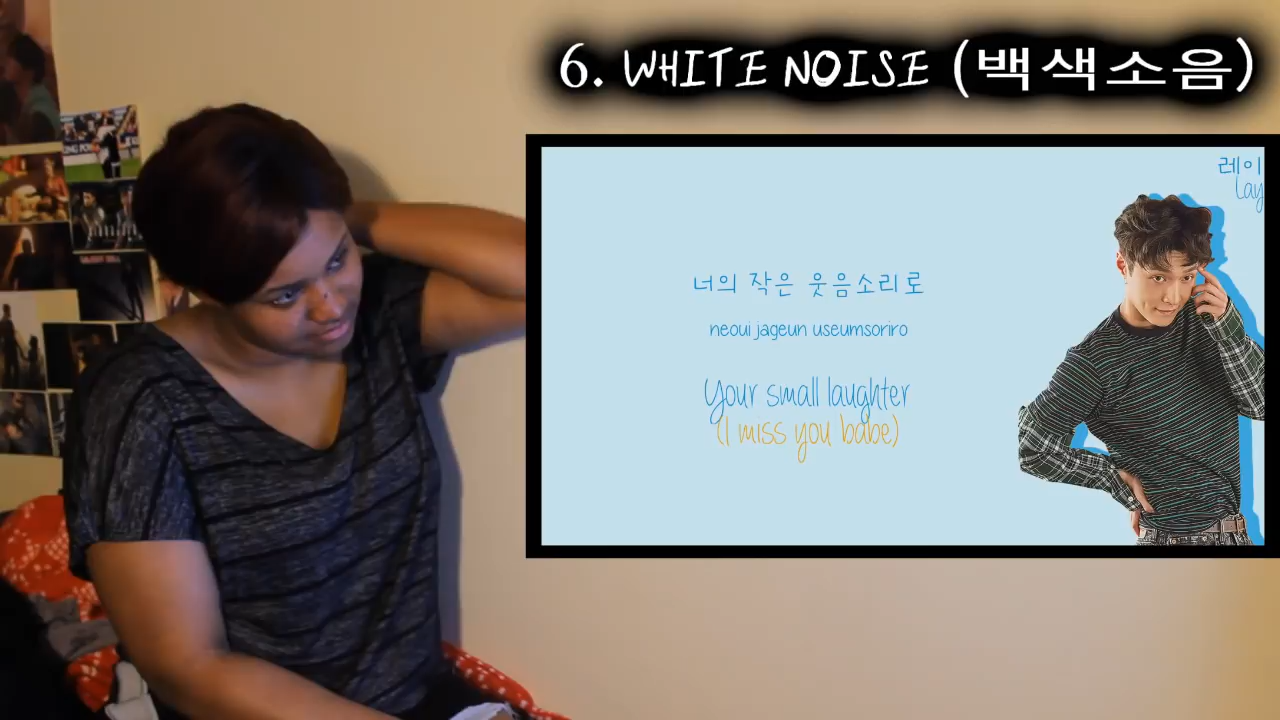 6. WHITE NOISE (백색소음)
레이
Lay
너의 작은 웃음소리로
neoui jageun useumsoriro
Your small laughter
(I miss you babe)